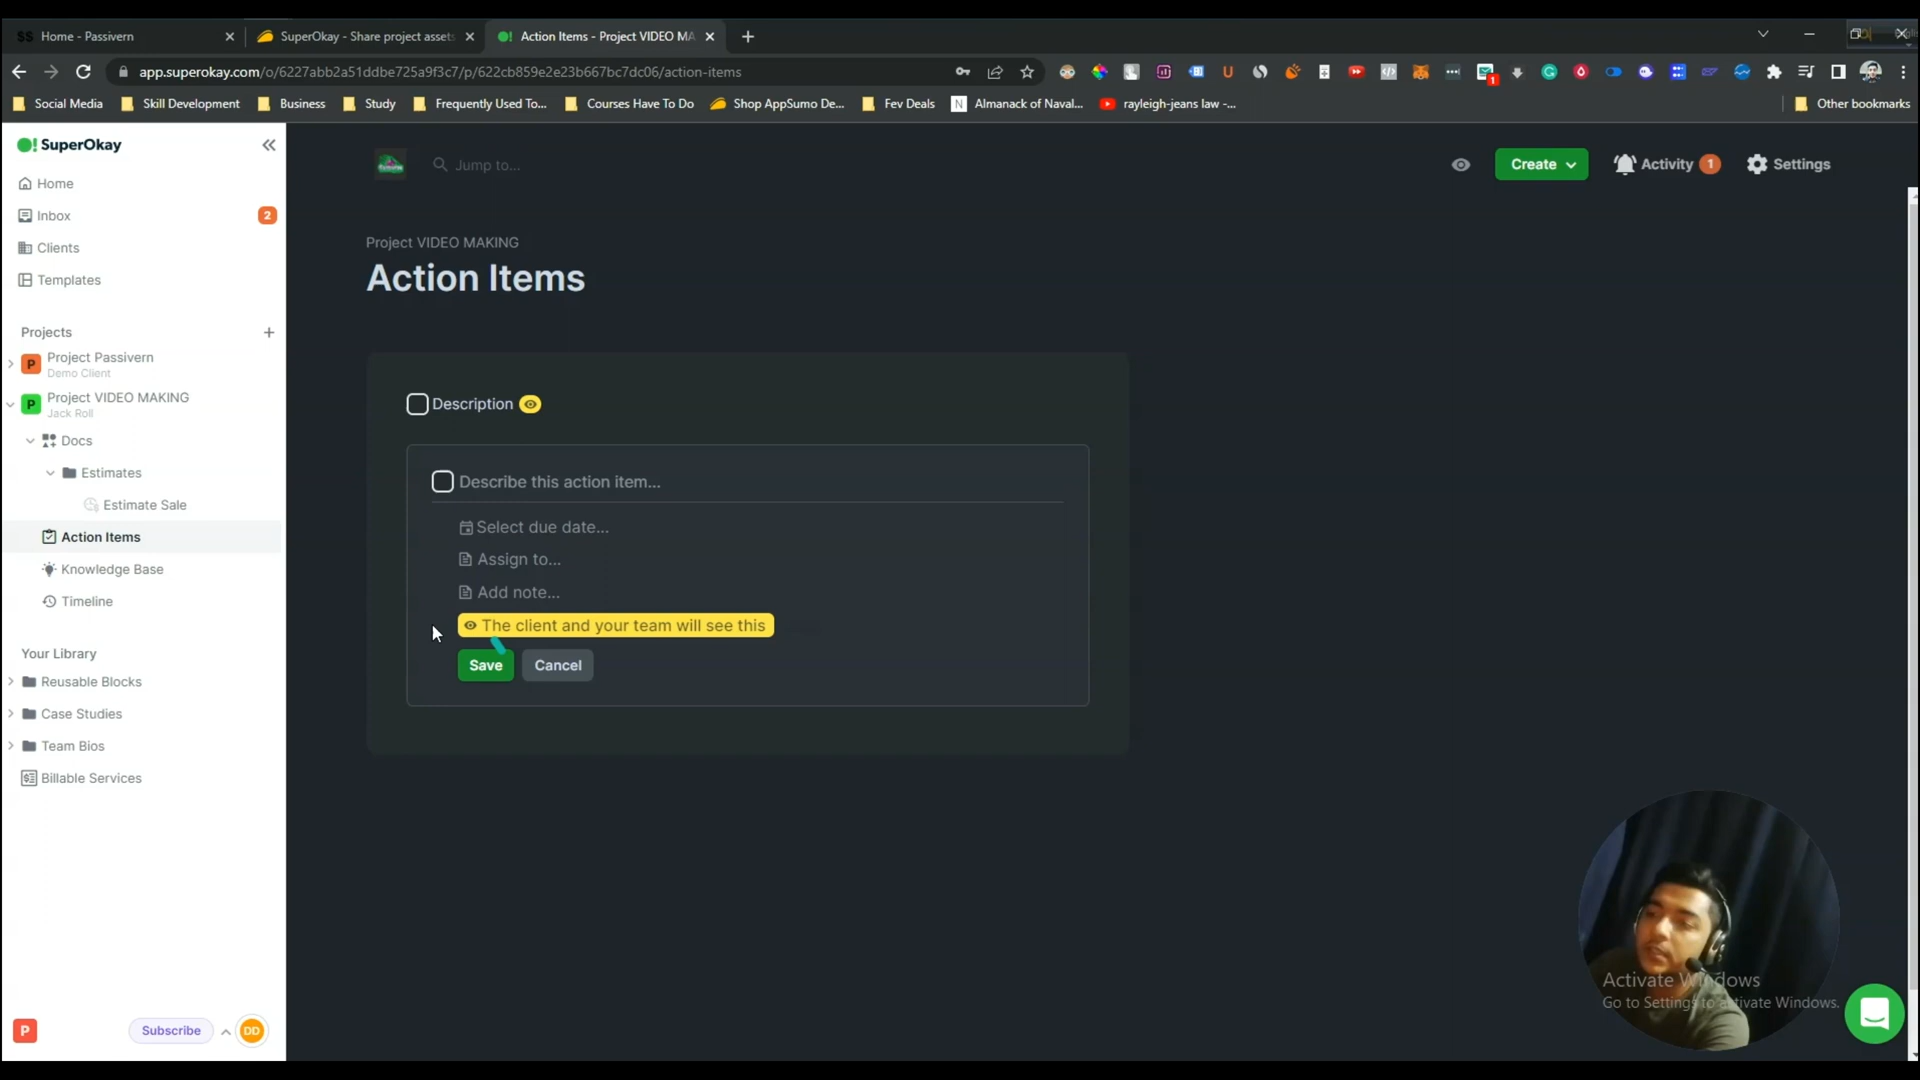 Home - Passivern
SuperOkay - Share project assets
Action Items - Project VIDEO MA
app.superokay.com/o/6227abb2a51ddbe725a9f3c7/p/622cb859e2e23b667bc7dc06/action-items
Social Media
Skill Development
Business
Study
Frequently Used To...
Courses Have To Do
Shop AppSumo De...
Fev Deals
Almanack of Naval...
rayleigh-jeans law -...
Other bookmarks
SuperOkay
Jump to...
Create
Activity 1
Settings
Home
Inbox 2
Clients
Templates
Projects
P Project Passivern
Demo Client
P Project VIDEO MAKING
Jack Roll
Docs
Estimates
Estimate Sale
Action Items
Knowledge Base
Timeline
Your Library
Reusable Blocks
Case Studies
Team Bios
Billable Services
P
Subscribe
DD
Project VIDEO MAKING
Action Items
Description
Describe this action item...
Select due date...
Assign to...
Add note...
The client and your team will see this
Save Cancel
Activate Windows
Go to Settings to activate Windows.